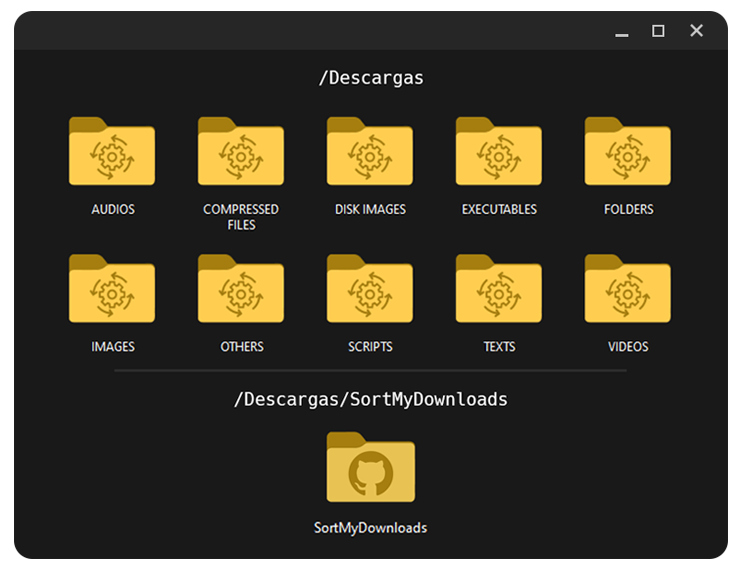 /Descargas
AUDIOS
COMPRESSED
FILES
DISK IMAGES
EXECUTABLES
FOLDERS
IMAGES
OTHERS
SCRIPTS
TEXTS
VIDEOS
/Descargas/SortMyDownloads
SortMyDownloads